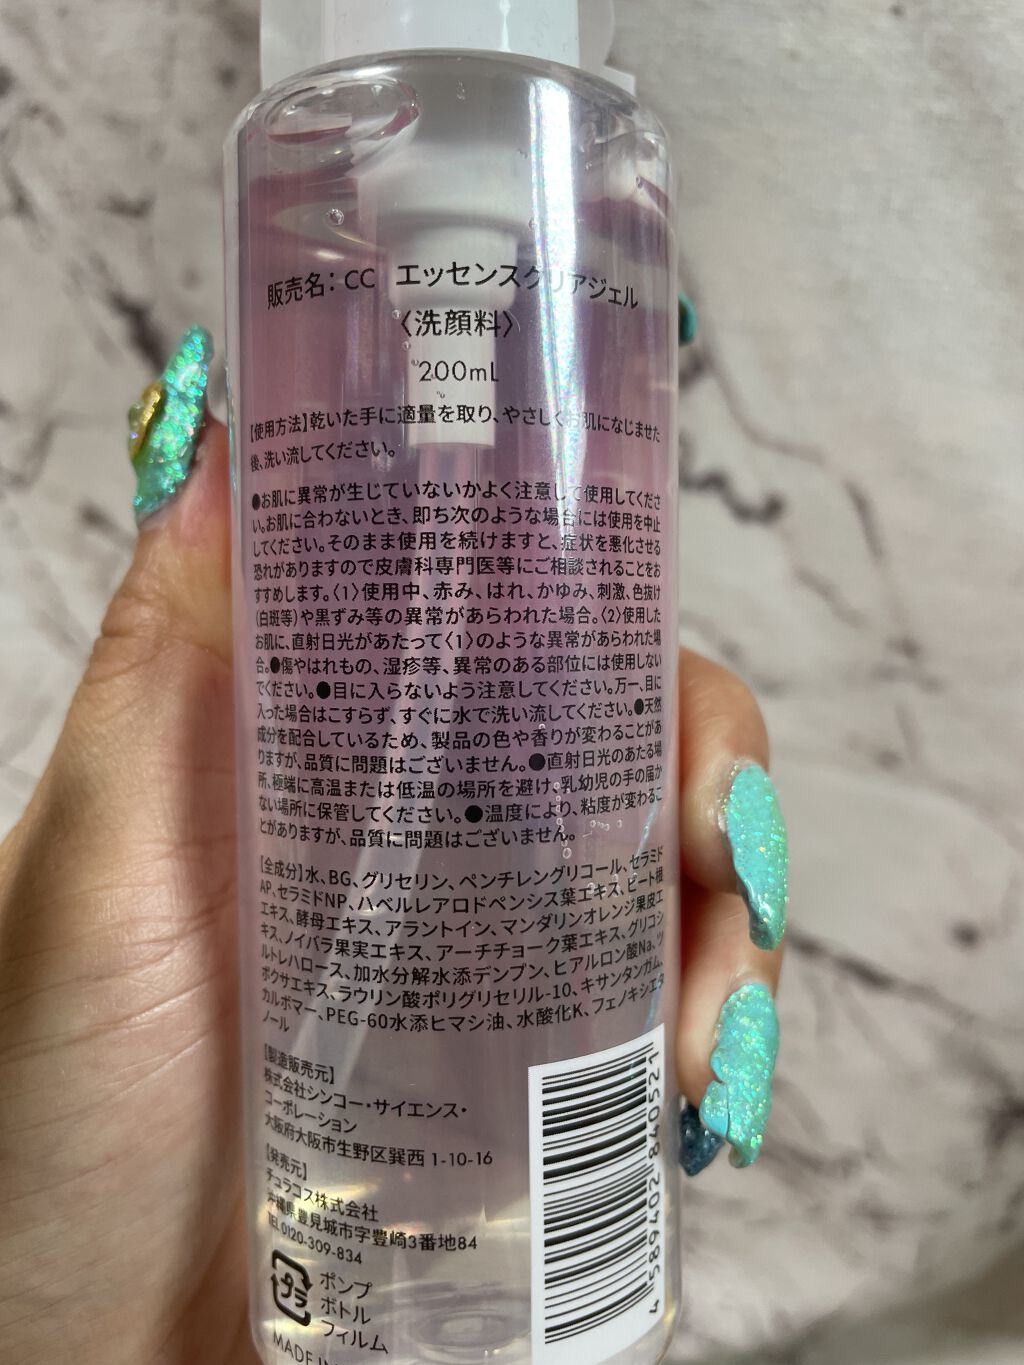 販売名：CC エッセンスクリアジェル
〈洗顔料〉
200mL
【使用方法】乾いた手に適量を取り、やさしくお肌になじませた
後、洗い流してください。
●お肌に異常が生じていないかよく注意して使用してくださ
い。お肌に合わないとき、即ち次のような場合には使用を中止
してください。そのまま使用を続けますと、症状を悪化させる
恐れがありますので皮膚科専門医等にご相談されることをお
すすめします。〈1〉使用中、赤み、はれ、かゆみ、刺激、色抜け
(白斑等)や黒ずみ等の異常があらわれた場合。〈2〉使用した
お肌に、直射日光があたって〈1〉のような異常があらわれた場
合。●傷やはれもの、湿疹等、異常のある部位には使用しない
でください。●目に入らないよう注意してください。万一、目に
入った場合はこすらず、すぐに水で洗い流してください。●天然
成分を配合しているため、製品の色や香りが変わることがあ
りますが、品質に問題はございません。●直射日光のあたる場
所、極端に高温または低温の場所を避け、乳幼児の手の届か
ない場所に保管してください。●温度により、粘度が変わるこ
とがありますが、品質に問題はございません。
【全成分】水、BG、グリセリン、ペンチレングリコール、セラミド
AP、セラミドNP、ハベルレアロドペンシス葉エキス、ビート根
エキス、酵母エキス、アラントイン、マンダリンオレンジ果皮エ
キス、ノイバラ果実エキス、アーチチョーク葉エキス、グリコシ
ルトレハロース、加水分解水添デンプン、ヒアルロン酸Na、ツ
ボクサエキス、ラウリン酸ポリグリセリル-10、キサンタンガム、
カルボマー、PEG-60水添ヒマシ油、水酸化K、フェノキシエタ
ノール
【製造販売元】
株式会社シンコー・サイエンス・
コーポレーション
大阪府大阪市生野区巽西 1-10-16
【発売元】
チュラコス株式会社
沖縄県豊見城市字豊崎3番地84
TEL 0120-309-834
プラ
ポンプ
ボトル
フィルム
MADE IN
4 589402 840521